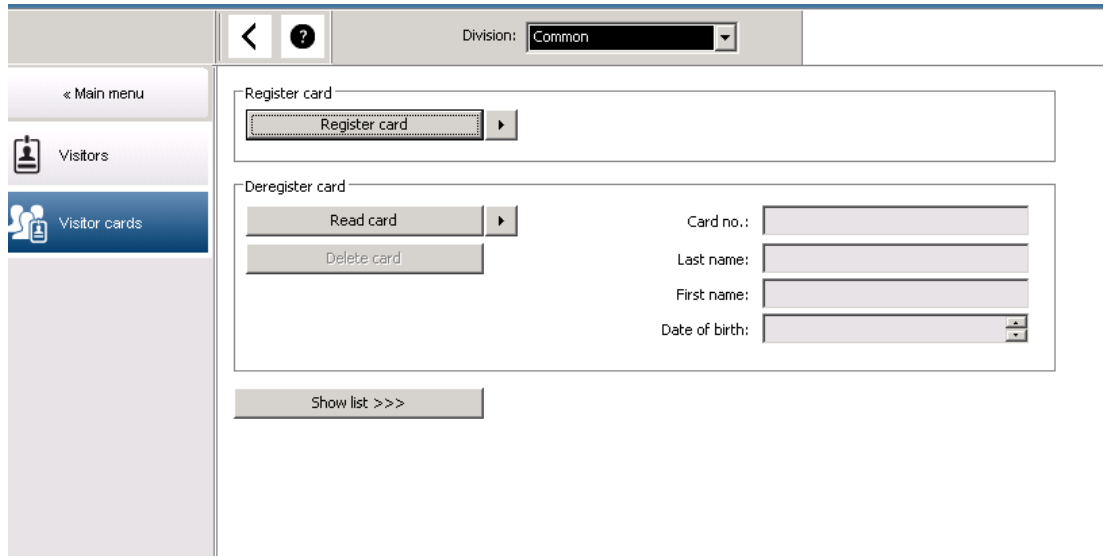 Division: Common
« Main menu
Visitors
Visitor cards
Register card
Register card
Deregister card
Read card
Delete card
Card no.:
Last name:
First name:
Date of birth:
Show list >>>